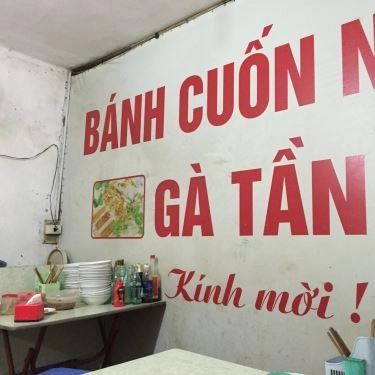 BÁNH CUỐN N
GÀ TẦN
Kính mời !